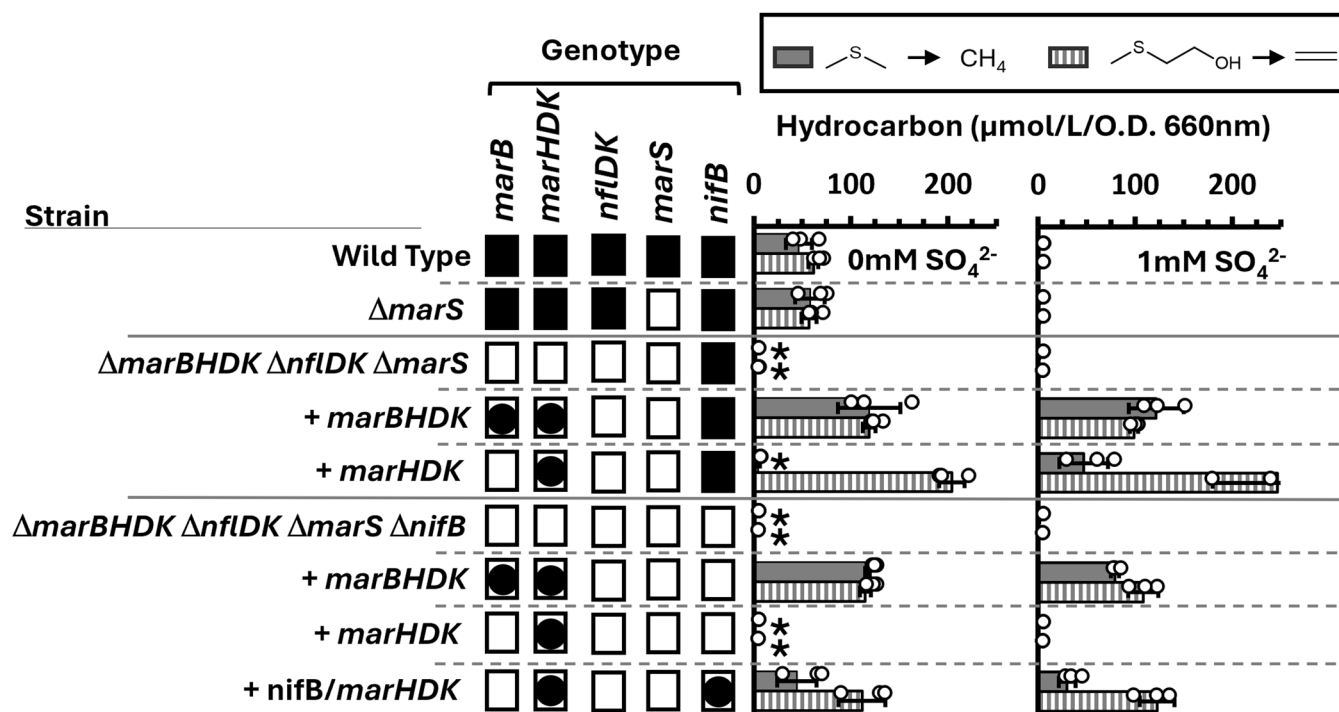 Genotype
S → CH₄ S OH →
Hydrocarbon (µmol/L/O.D. 660nm)
marB marHDK nflDK marS nifB
0 100 200 0 100 200
Strain
Wild Type 0mM SO₄²⁻ 1mM SO₄²⁻
ΔmarS
ΔmarBHDK ΔnflDK ΔmarS * *
+ marBHDK
+ marHDK *
ΔmarBHDK ΔnflDK ΔmarS ΔnifB * *
+ marBHDK
+ marHDK * *
+ nifB/marHDK